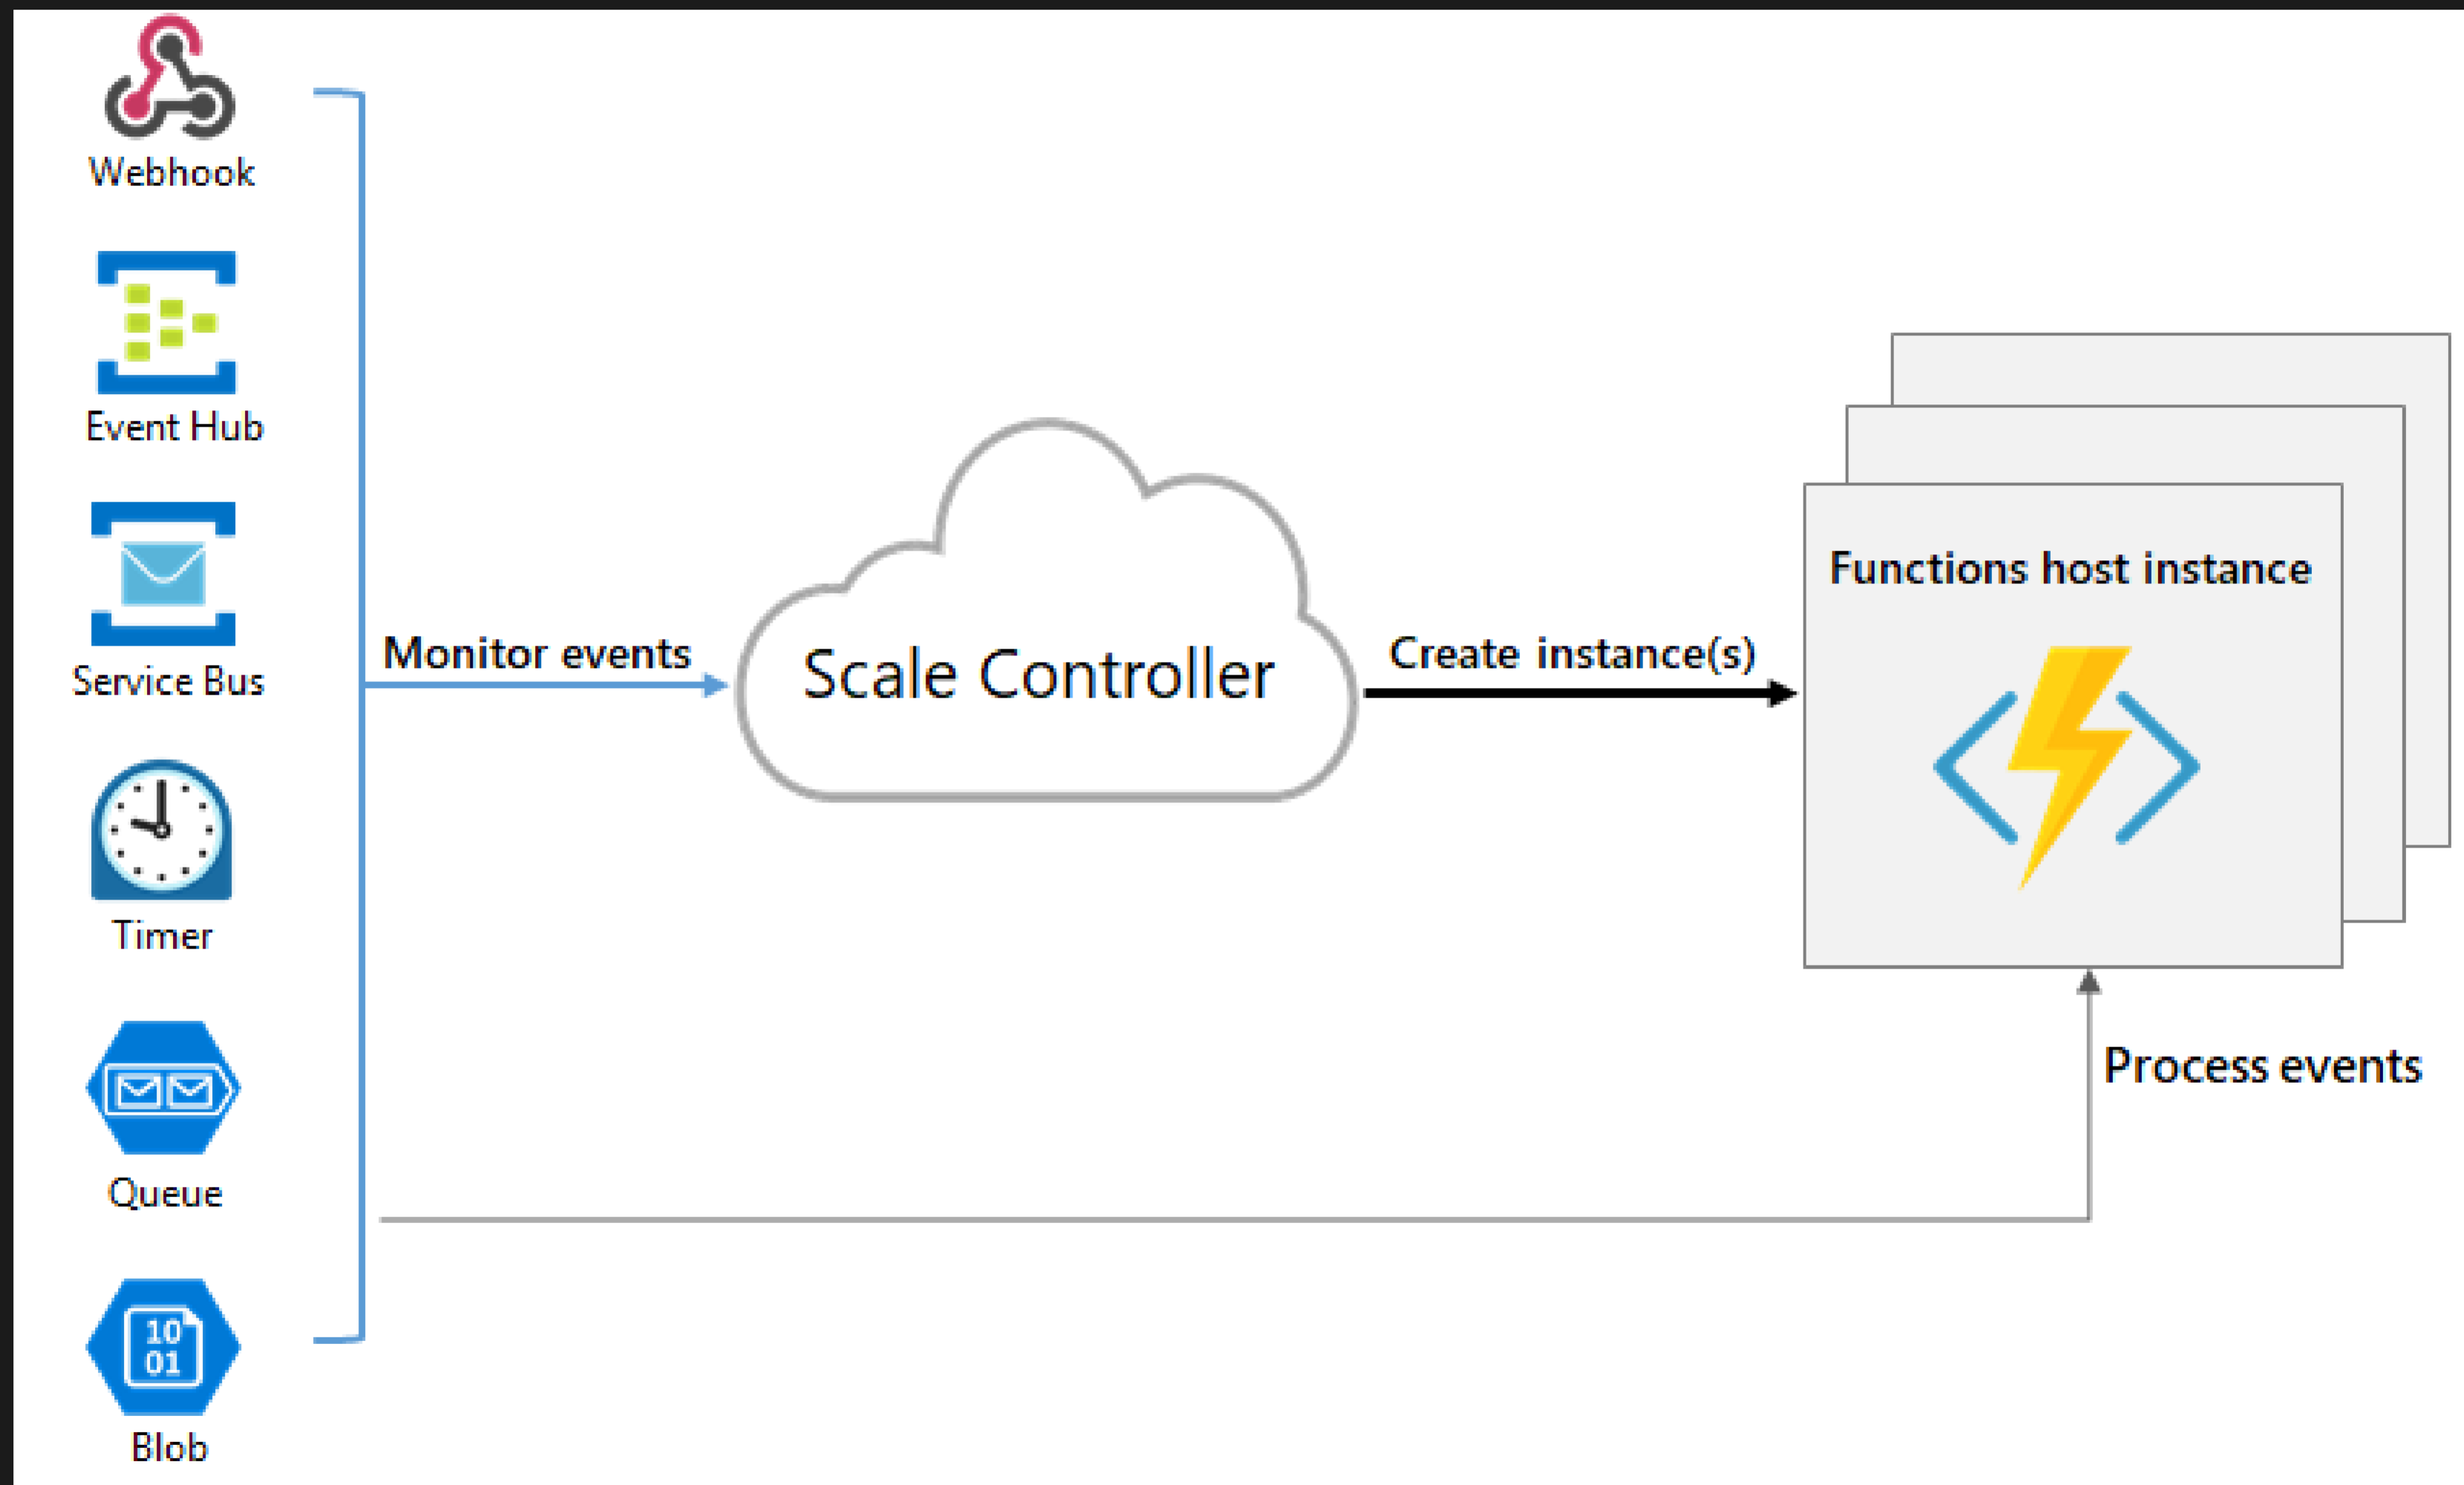 Webhook
Event Hub
Service Bus
Timer
Queue
10
01
Blob
Monitor events
Scale Controller
Create instance(s)
Functions host instance
Process events